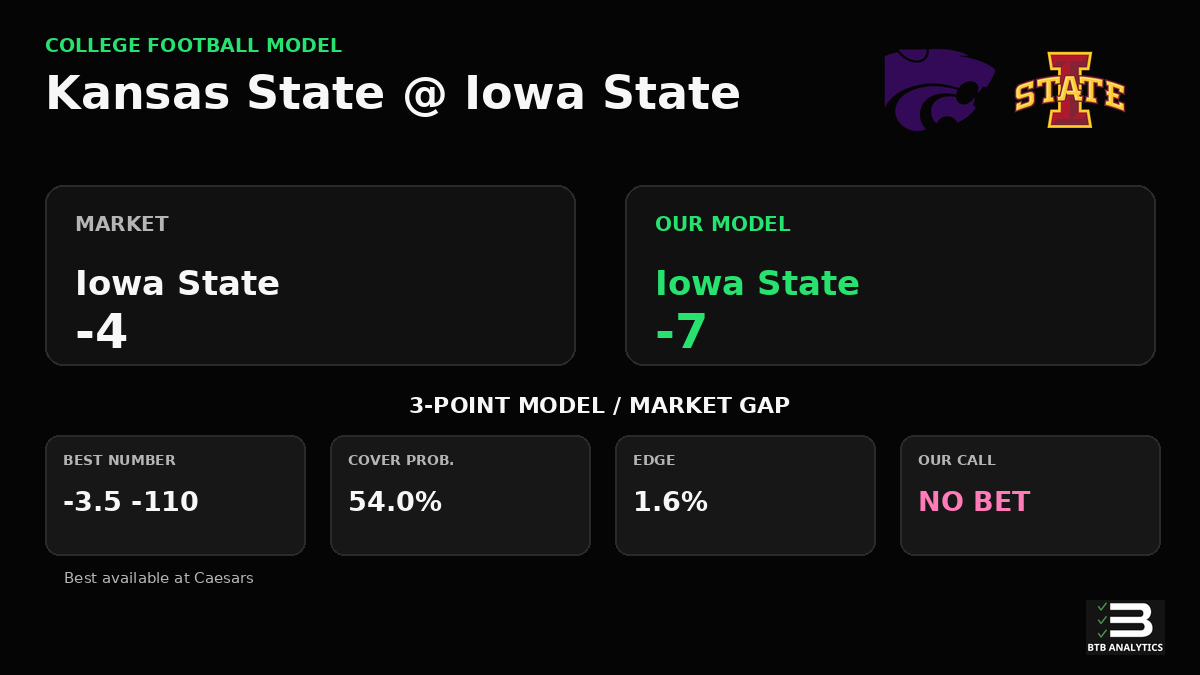 COLLEGE FOOTBALL MODEL
Kansas State @ Iowa State
STATE
MARKET
Iowa State
-4
OUR MODEL
Iowa State
-7
3-POINT MODEL / MARKET GAP
BEST NUMBER
-3.5 -110
COVER PROB.
54.0%
EDGE
1.6%
OUR CALL
NO BET
Best available at Caesars
B
BTB ANALYTICS